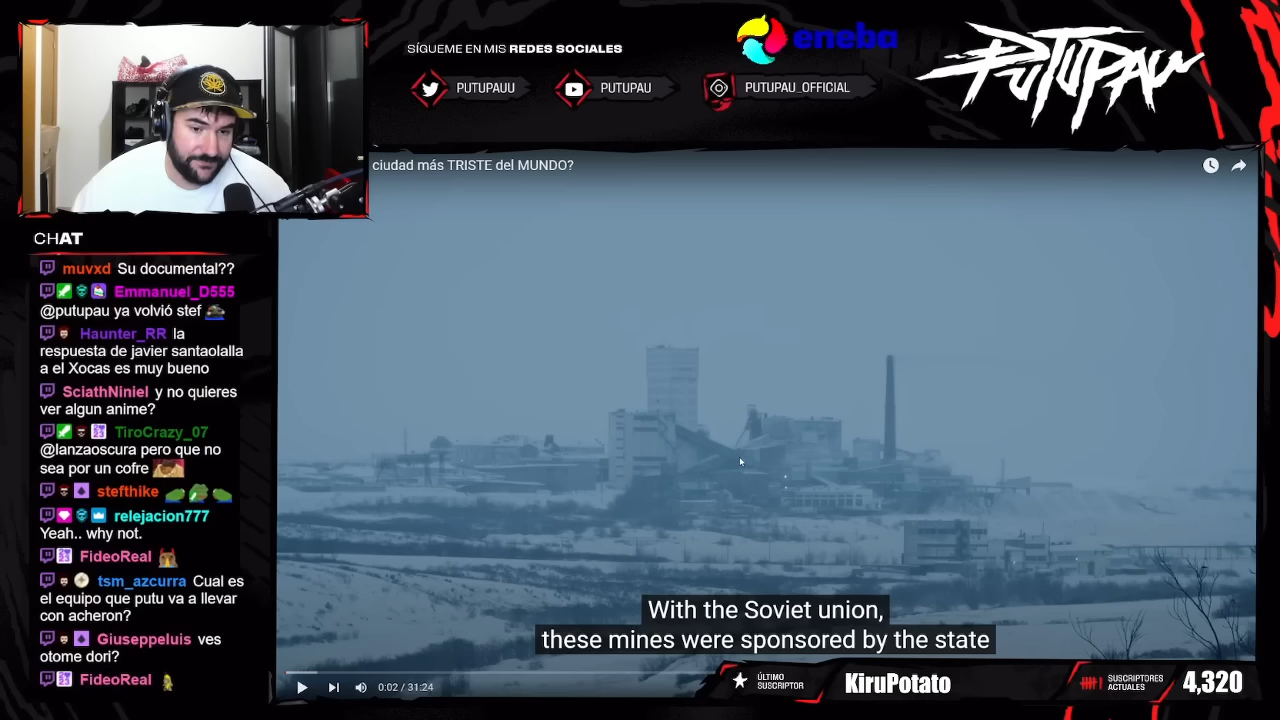 SÍGUEME EN MIS REDES SOCIALES
eneba
PUTUPAU
PUTUPAUU
PUTUPAU
PUTUPAU_OFFICIAL
ciudad más TRISTE del MUNDO?
CHAT
muvxd Su documental??
Emmanuel_D555
@putupau ya volvió stef
Haunter_RR la
respuesta de javier santaolalla
a el Xocas es muy bueno
SciathNiniel y no quieres
ver algun anime?
TiroCrazy_07
@lanzaoscura pero que no
sea por un cofre
stefthike
relejacion777
Yeah.. why not.
FideoReal
tsm_azcurra Cual es
el equipo que putu va a llevar
con acheron?
Giuseppeluis ves
otome dori?
FideoReal
With the Soviet union,
these mines were sponsored by the state
0:02 / 31:24
ÚLTIMO
SUSCRIPTOR
KiruPotato
SUSCRIPTORES
ACTUALES
4,320